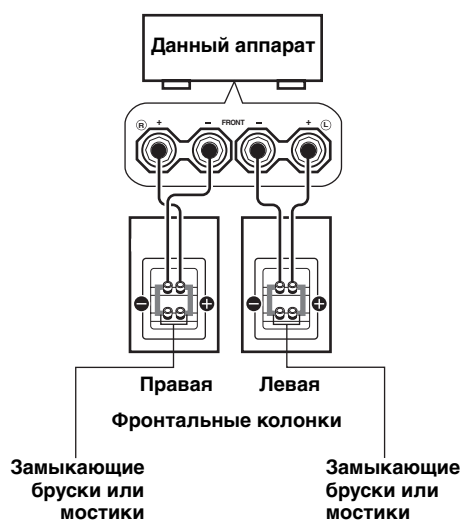 Данный аппарат
R + – FRONT – + L
– + – +
Правая Левая
Фронтальные колонки
Замыкающие
бруски или
мостики
Замыкающие
бруски или
мостики